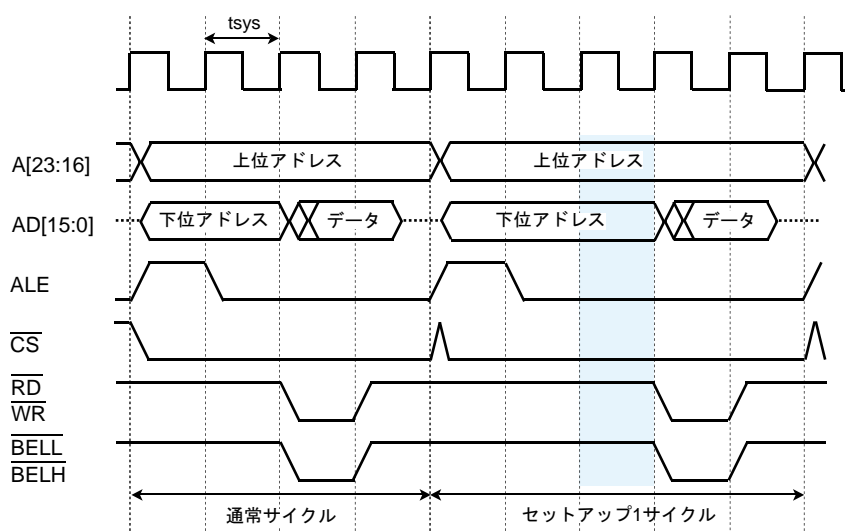 tsys
A[23:16]
上位アドレス
上位アドレス
AD[15:0]
下位アドレス
データ
下位アドレス
データ
ALE
CS
RD
WR
BELL
BELH
通常サイクル
セットアップ1サイクル